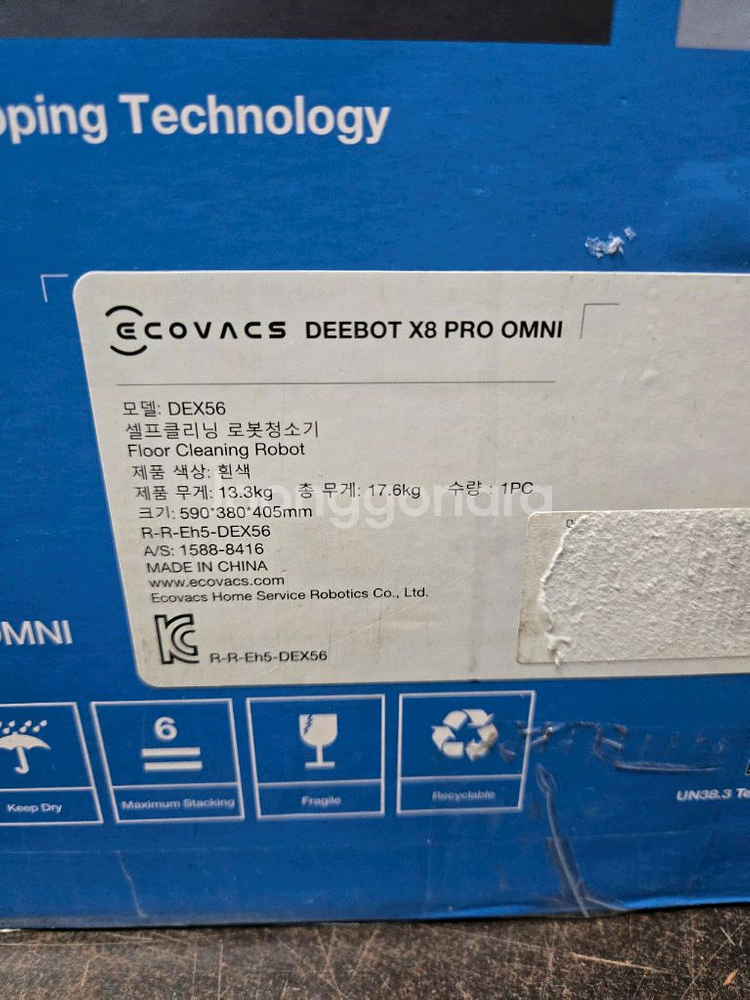 pping Technology
ECOVACS DEEBOT X8 PRO OMNI
모델: DEX56
셀프클리닝 로봇청소기
Floor Cleaning Robot
제품 색상: 흰색
제품 무게: 13.3kg 총 무게: 17.6kg 수량 : 1PC
bunggondra
크기: 590*380*405mm
R-R-Eh5-DEX56
A/S: 1588-8416
MADE IN CHINA
www.ecovacs.com
Ecovacs Home Service Robotics Co., Ltd.
OMNI
R-R-Eh5-DEX56
6
Keep Dry
Maximum Stacking
Fragile
Recyclable
UN38.3 Te